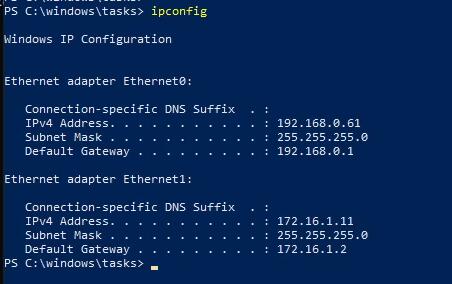 PS C:\windows\tasks> ipconfig
Windows IP Configuration
Ethernet adapter Ethernet0:
Connection-specific DNS Suffix  . :
IPv4 Address. . . . . . . . . . . : 192.168.0.61
Subnet Mask . . . . . . . . . . . : 255.255.255.0
Default Gateway . . . . . . . . . : 192.168.0.1
Ethernet adapter Ethernet1:
Connection-specific DNS Suffix  . :
IPv4 Address. . . . . . . . . . . : 172.16.1.11
Subnet Mask . . . . . . . . . . . : 255.255.255.0
Default Gateway . . . . . . . . . : 172.16.1.2
PS C:\windows\tasks>